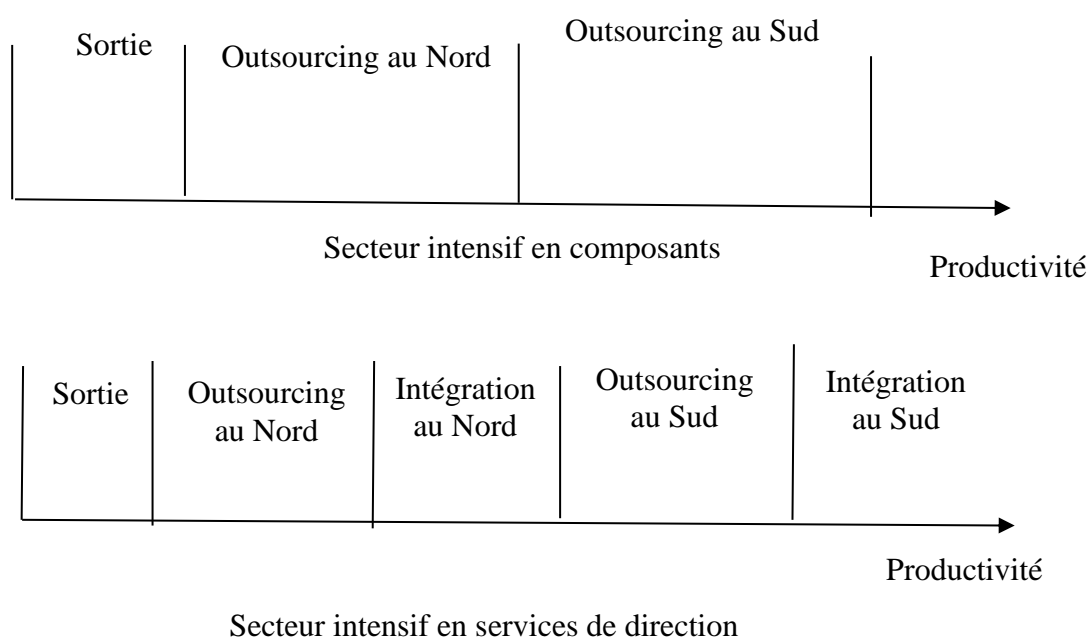 Sortie
Outsourcing au Nord
Outsourcing au Sud
Secteur intensif en composants
Productivité
Sortie
Outsourcing
au Nord
Intégration
au Nord
Outsourcing
au Sud
Intégration
au Sud
Productivité
Secteur intensif en services de direction